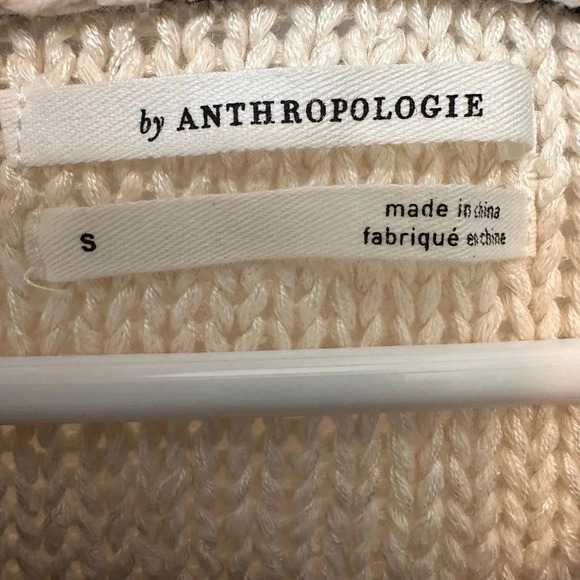 by ANTHROPOLOGIE
S
made in china
fabriqué en chine